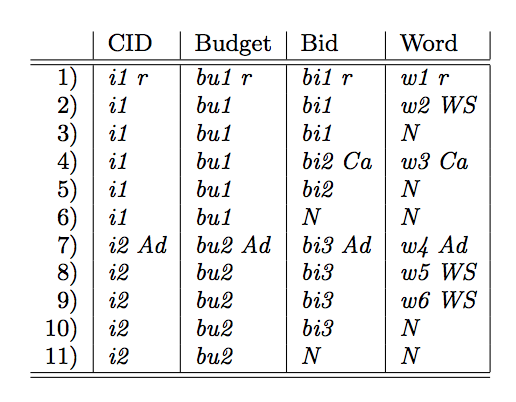 CID Budget Bid Word
1) i1 r bu1 r bi1 r w1 r
2) i1 bu1 bi1 w2 WS
3) i1 bu1 bi1 N
4) i1 bu1 bi2 Ca w3 Ca
5) i1 bu1 bi2 N
6) i1 bu1 N N
7) i2 Ad bu2 Ad bi3 Ad w4 Ad
8) i2 bu2 bi3 w5 WS
9) i2 bu2 bi3 w6 WS
10) i2 bu2 bi3 N
11) i2 bu2 N N